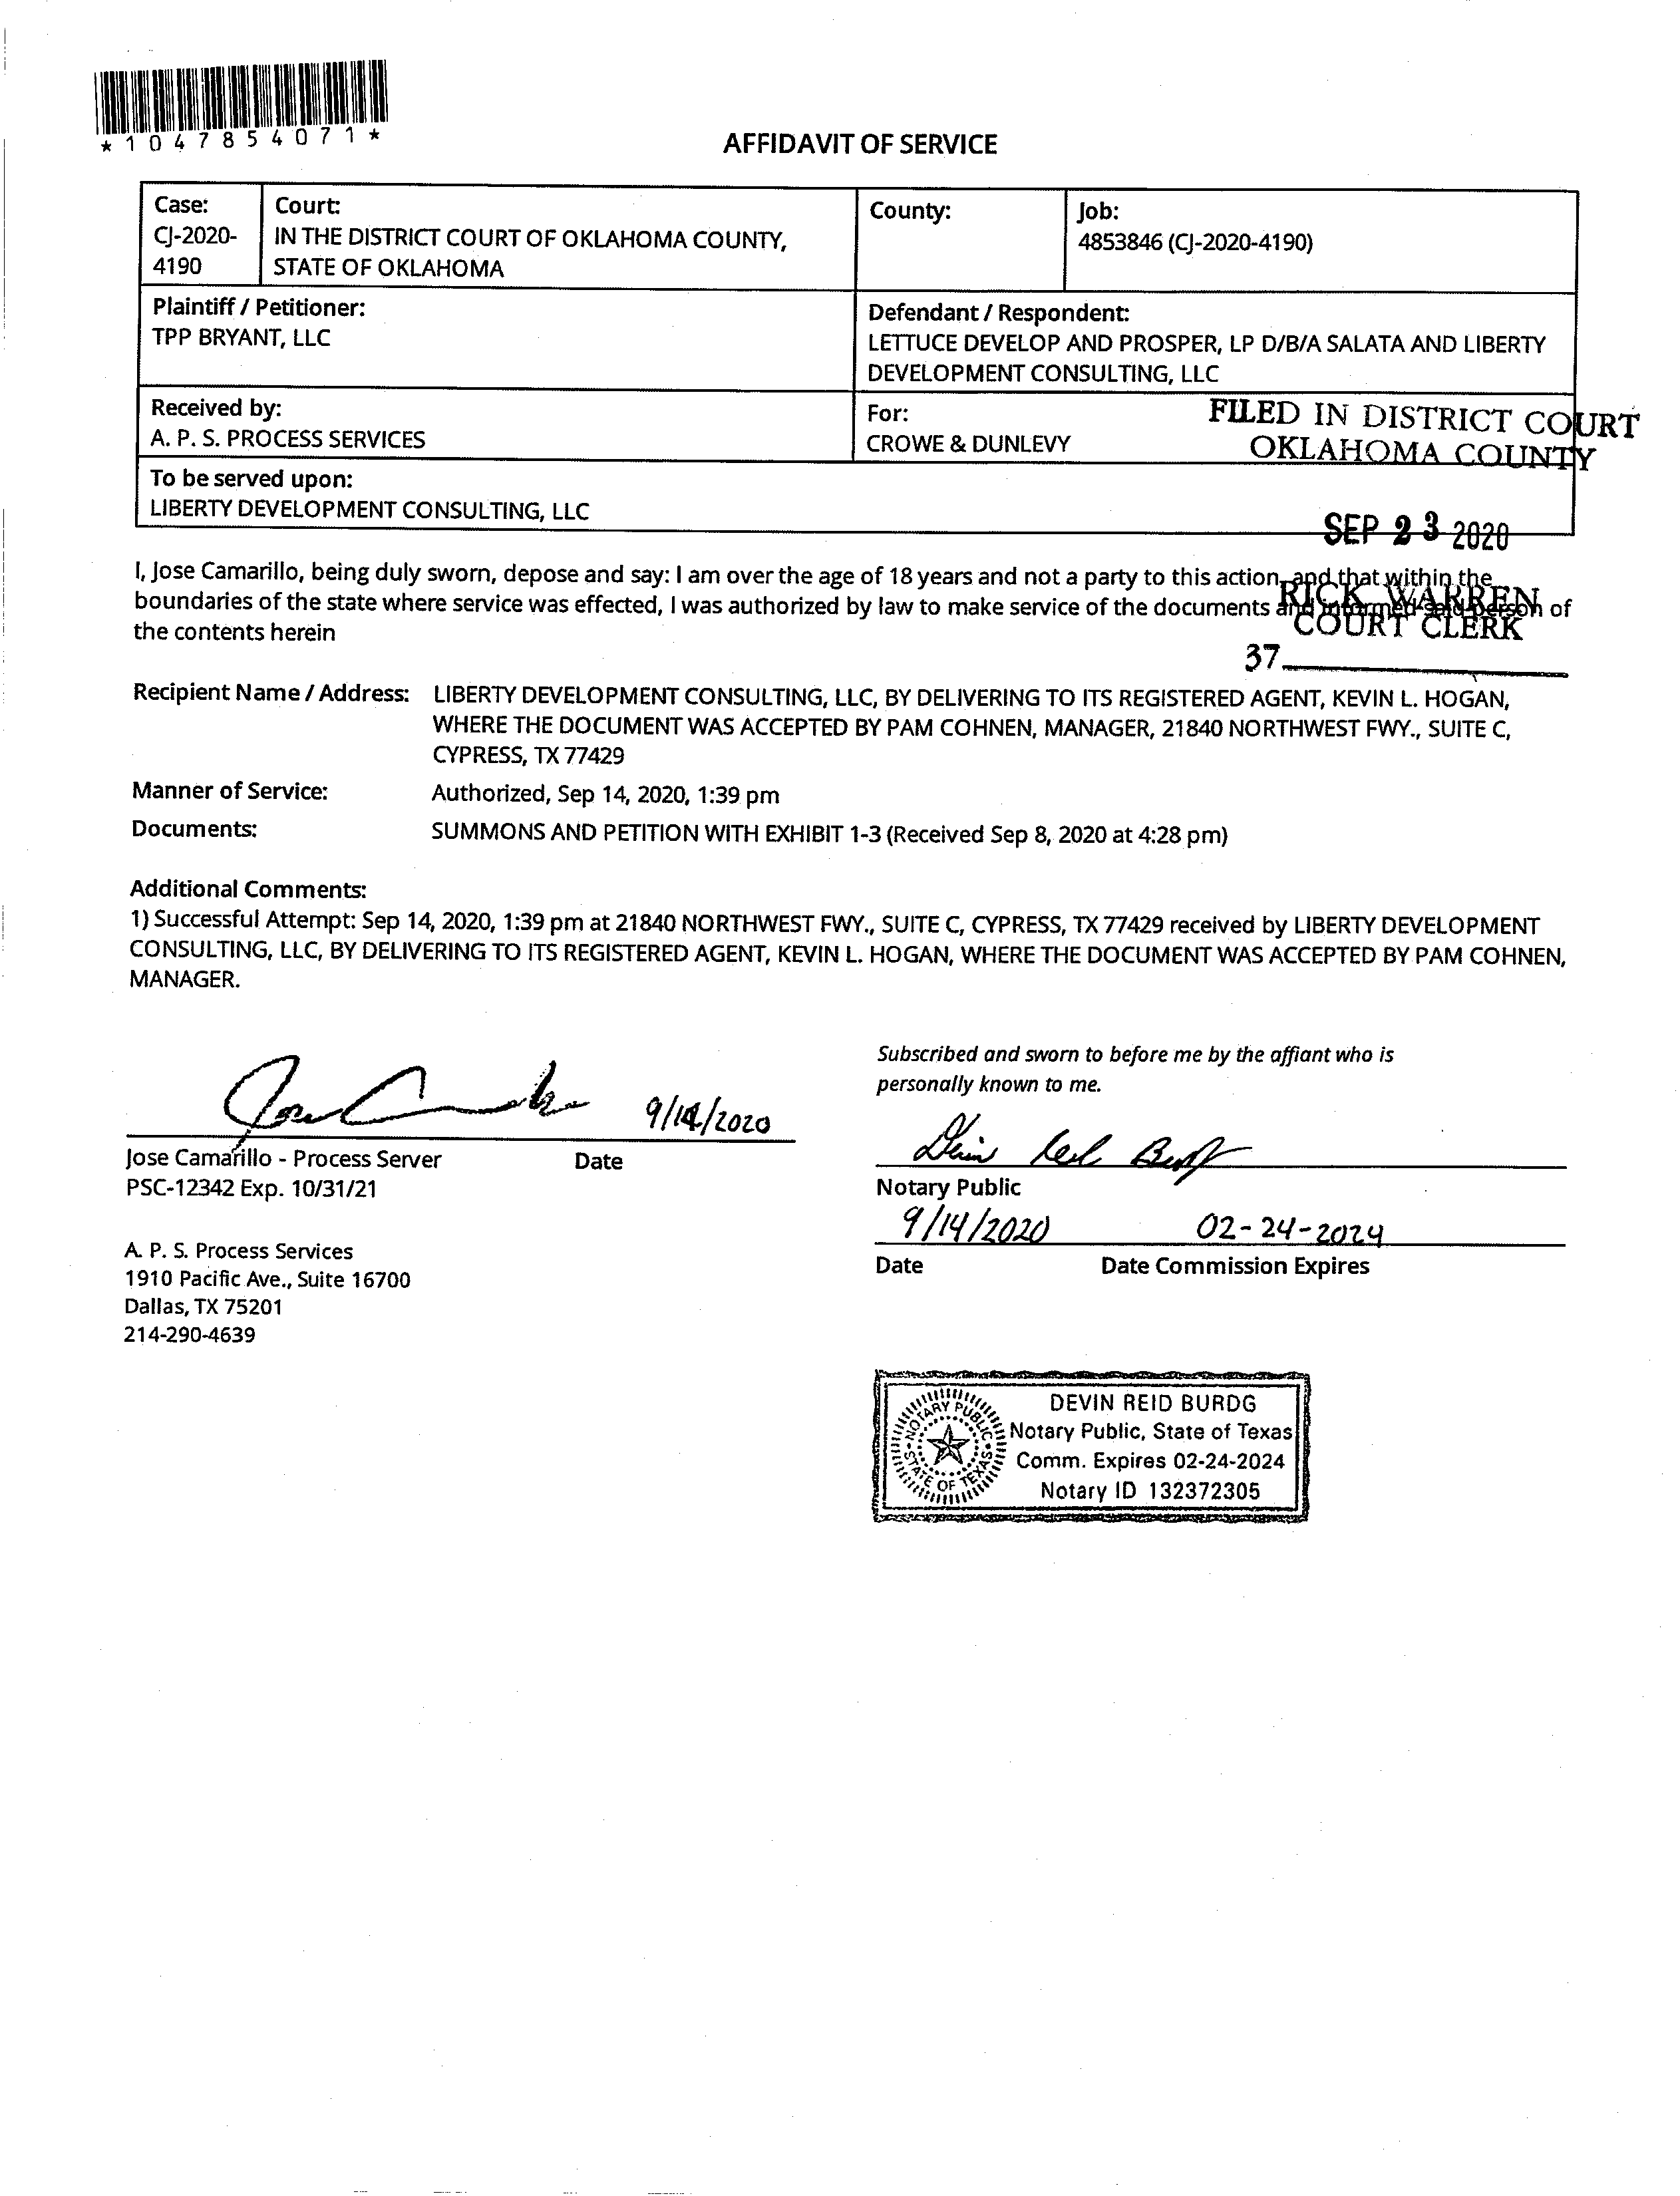 *1047854071*
AFFIDAVIT OF SERVICE
Case:
CJ-2020-
4190
Court:
IN THE DISTRICT COURT OF OKLAHOMA COUNTY,
STATE OF OKLAHOMA
County:
Job:
4853846 (CJ-2020-4190)
Plaintiff / Petitioner:
TPP BRYANT, LLC
Defendant / Respondent:
LETTUCE DEVELOP AND PROSPER, LP D/B/A SALATA AND LIBERTY
DEVELOPMENT CONSULTING, LLC
Received by:
A. P. S. PROCESS SERVICES
For:
CROWE & DUNLEVY
FILED IN DISTRICT COURT
OKLAHOMA COUNTY
To be served upon:
LIBERTY DEVELOPMENT CONSULTING, LLC
SEP 23 2020
I, Jose Camarillo, being duly sworn, depose and say: I am over the age of 18 years and not a party to this action, and that within the
boundaries of the state where service was effected, I was authorized by law to make service of the documents and informed said person of
the contents herein
RICK WARREN
COURT CLERK
37
Recipient Name / Address: LIBERTY DEVELOPMENT CONSULTING, LLC, BY DELIVERING TO ITS REGISTERED AGENT, KEVIN L. HOGAN,
WHERE THE DOCUMENT WAS ACCEPTED BY PAM COHNEN, MANAGER, 21840 NORTHWEST FWY., SUITE C,
CYPRESS, TX 77429
Manner of Service: Authorized, Sep 14, 2020, 1:39 pm
Documents: SUMMONS AND PETITION WITH EXHIBIT 1-3 (Received Sep 8, 2020 at 4:28 pm)
Additional Comments:
1) Successful Attempt: Sep 14, 2020, 1:39 pm at 21840 NORTHWEST FWY., SUITE C, CYPRESS, TX 77429 received by LIBERTY DEVELOPMENT
CONSULTING, LLC, BY DELIVERING TO ITS REGISTERED AGENT, KEVIN L. HOGAN, WHERE THE DOCUMENT WAS ACCEPTED BY PAM COHNEN,
MANAGER.
9/14/2020
Jose Camarillo - Process Server Date
PSC-12342 Exp. 10/31/21
A. P. S. Process Services
1910 Pacific Ave., Suite 16700
Dallas, TX 75201
214-290-4639
Subscribed and sworn to before me by the affiant who is
personally known to me.
Notary Public
9/14/2020 02-24-2024
Date Date Commission Expires
NOTARY PUBLIC
STATE OF TEXAS
DEVIN REID BURDG
Notary Public, State of Texas
Comm. Expires 02-24-2024
Notary ID 132372305